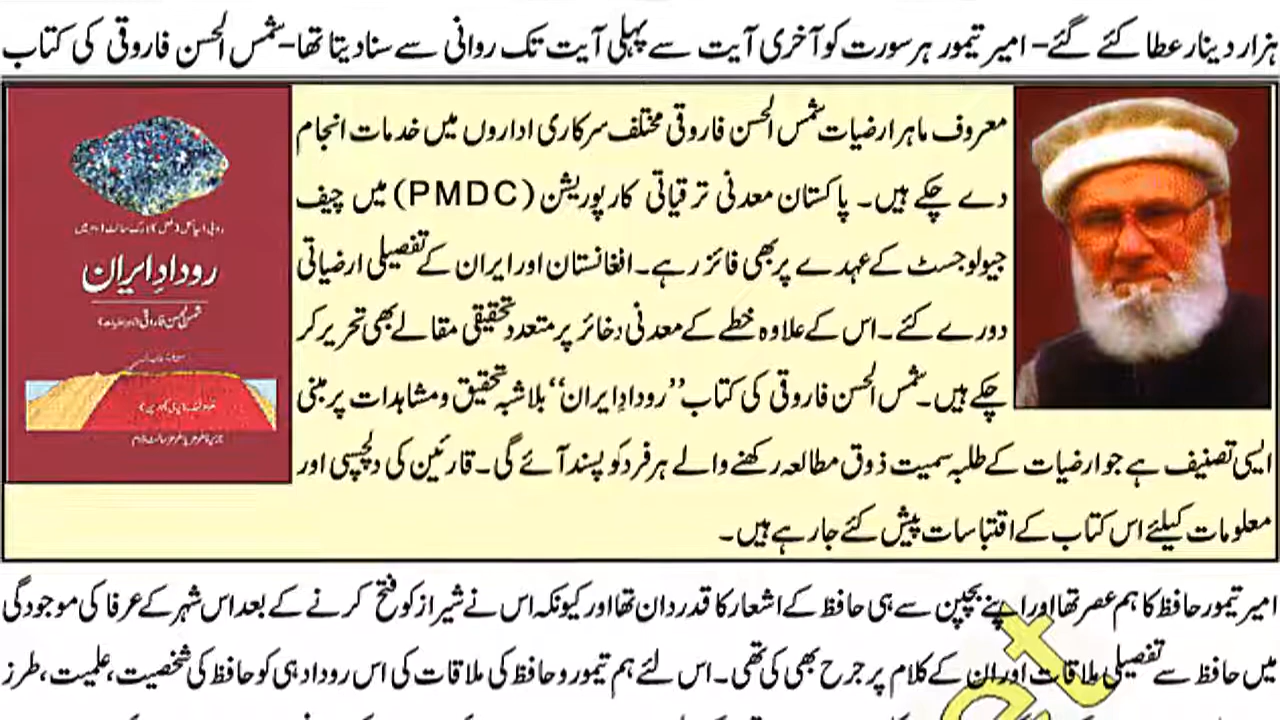 ہزار دینار عطا کئے گئے- امیر تیمور ہر سورت کو آخری آیت سے پہلی آیت تک روانی سے سنا دیتا تھا-شمس الحسن فاروقی کی کتاب
معروف ماہر ارضیات شمس الحسن فاروقی مختلف سرکاری اداروں میں خدمات انجام
دے چکے ہیں۔ پاکستان معدنی ترقیاتی کارپوریشن (PMDC) میں چیف
جیولوجسٹ کے عہدے پر بھی فائز رہے۔ افغانستان اور ایران کے تفصیلی ارضیاتی
دورے کئے۔ اس کے علاوہ خطے کے معدنی ذخائر پر متعدد تحقیقی مقالے بھی تحریر کر
چکے ہیں۔ شمس الحسن فاروقی کی کتاب ’’رودادِ ایران‘‘ بلاشبہ تحقیق و مشاہدات پر مبنی
ایسی تصنیف ہے جو ارضیات کے طلبہ سمیت ذوق مطالعہ رکھنے والے ہر فرد کو پسند آئے گی۔ قارئین کی دلچسپی اور
معلومات کیلئے اس کتاب کے اقتباسات پیش کئے جارہے ہیں۔
رودادِ ایران
شمس الحسن فاروقی
امیر تیمور حافظ کا ہم عصر تھا اور اپنے بچپن سے ہی حافظ کے اشعار کا قدردان تھا اور کیونکہ اس نے شیراز کو فتح کرنے کے بعد اس شہر کے عرفا کی موجودگی
میں حافظ سے تفصیلی ملاقات اور ان کے کلام پر جرح بھی کی تھی۔ اس لئے ہم تیمور و حافظ کی ملاقات کی اس روداد ہی کو حافظ کی شخصیت، علمیت، طرز